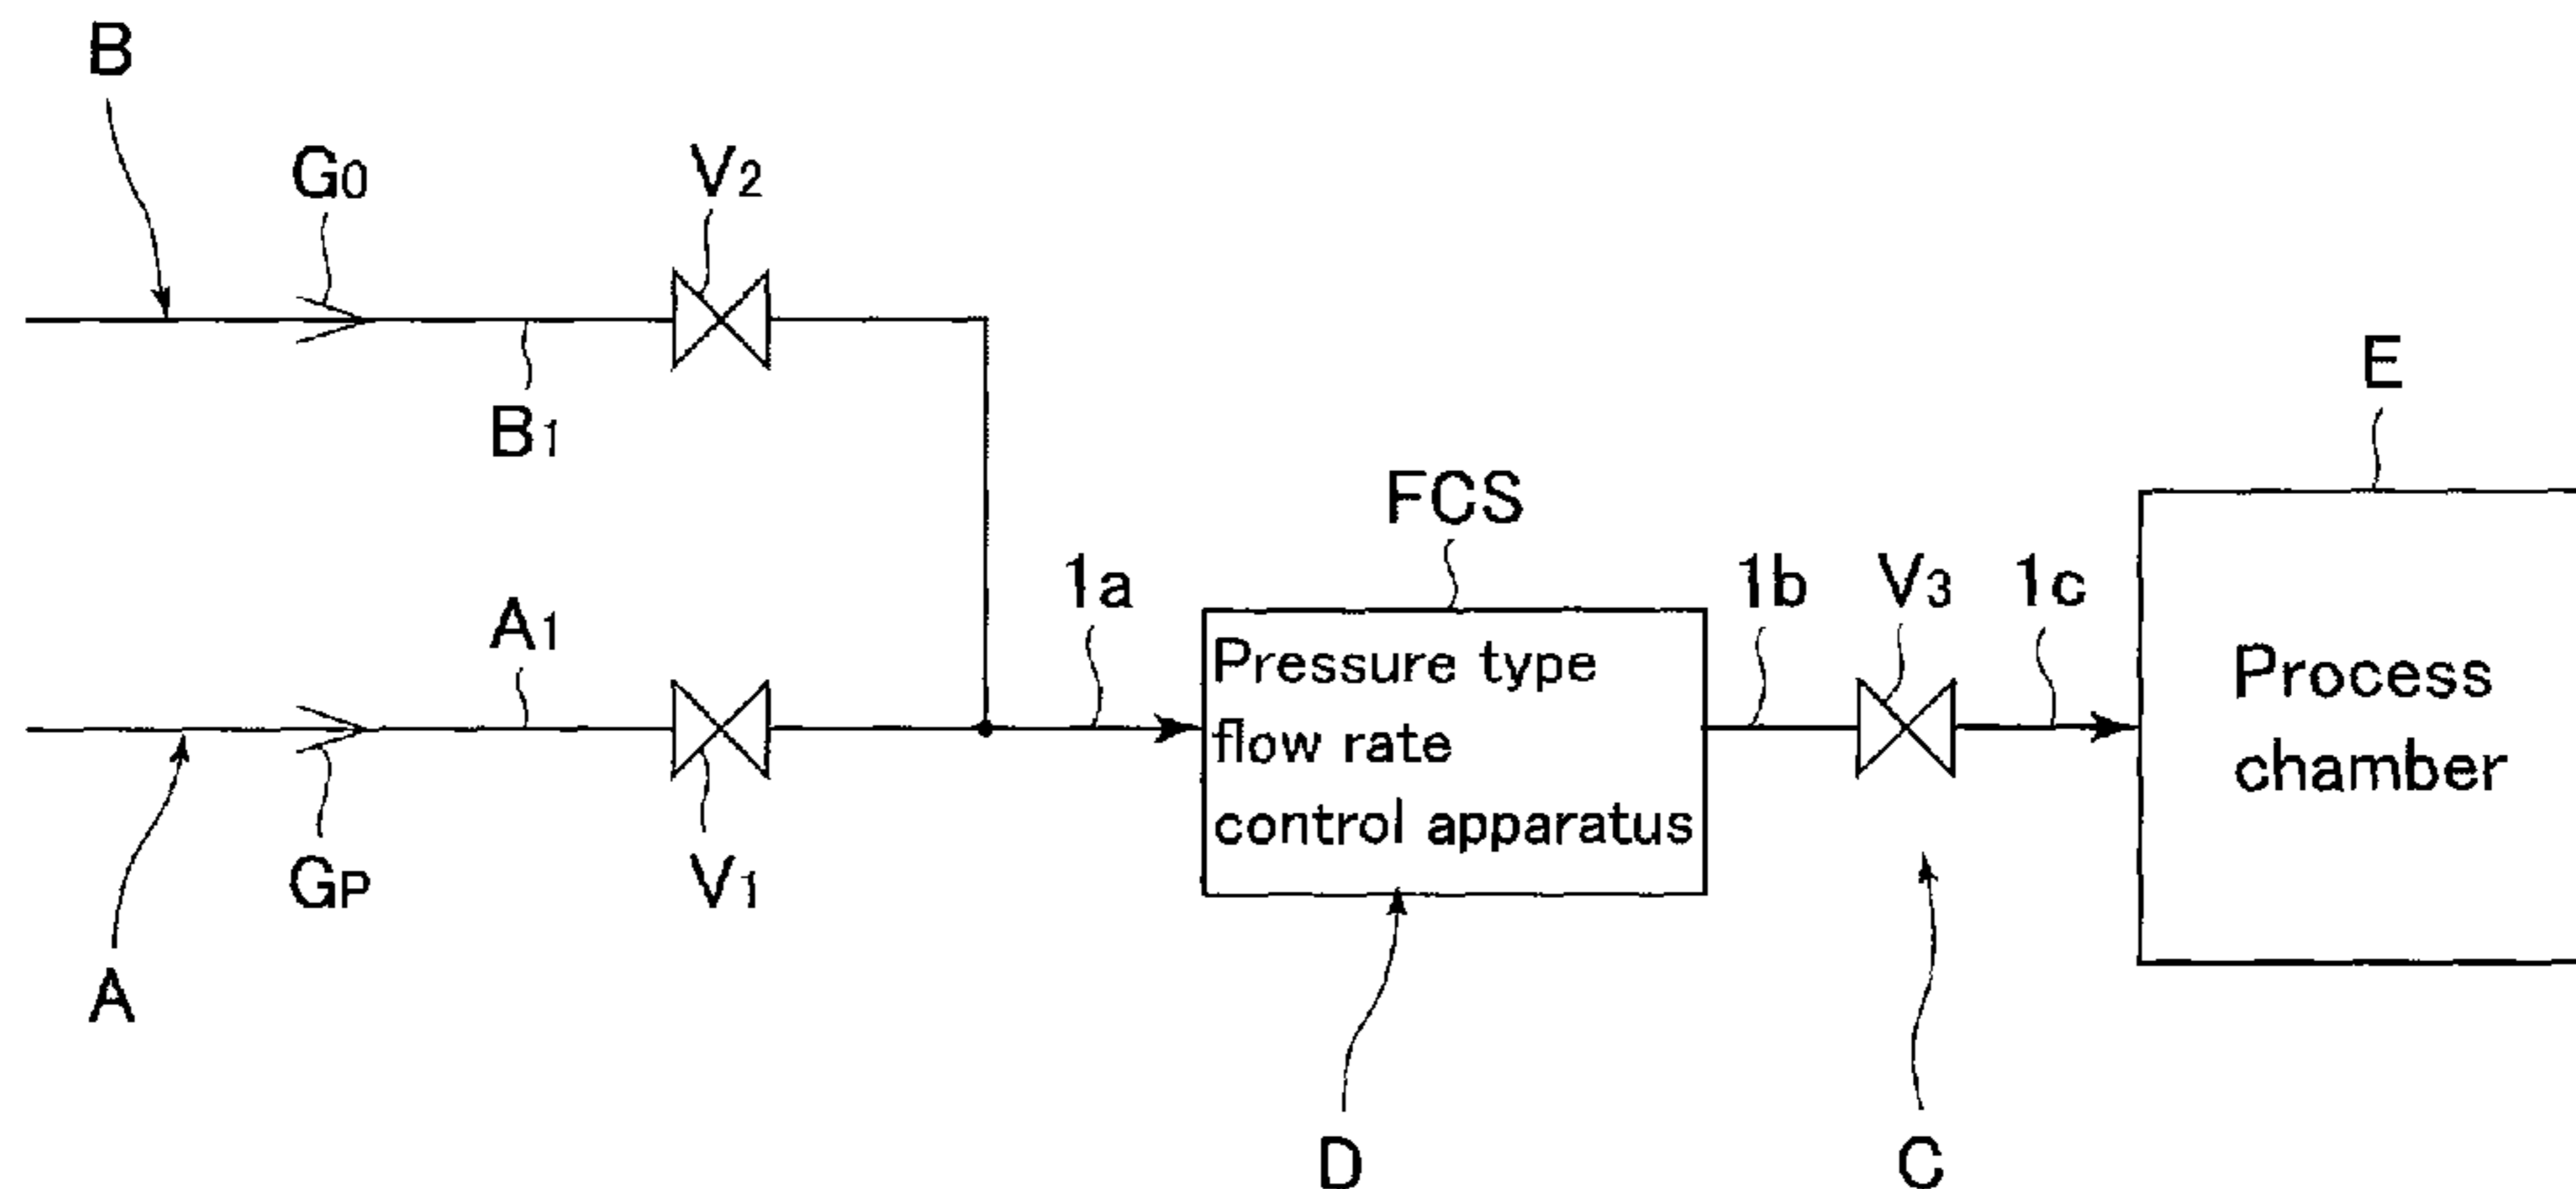 B
G0
V2
B1
E
FCS
A1
1a
1b
V3
1c
Pressure type
flow rate
control apparatus
Process
chamber
GP
V1
A
D
C